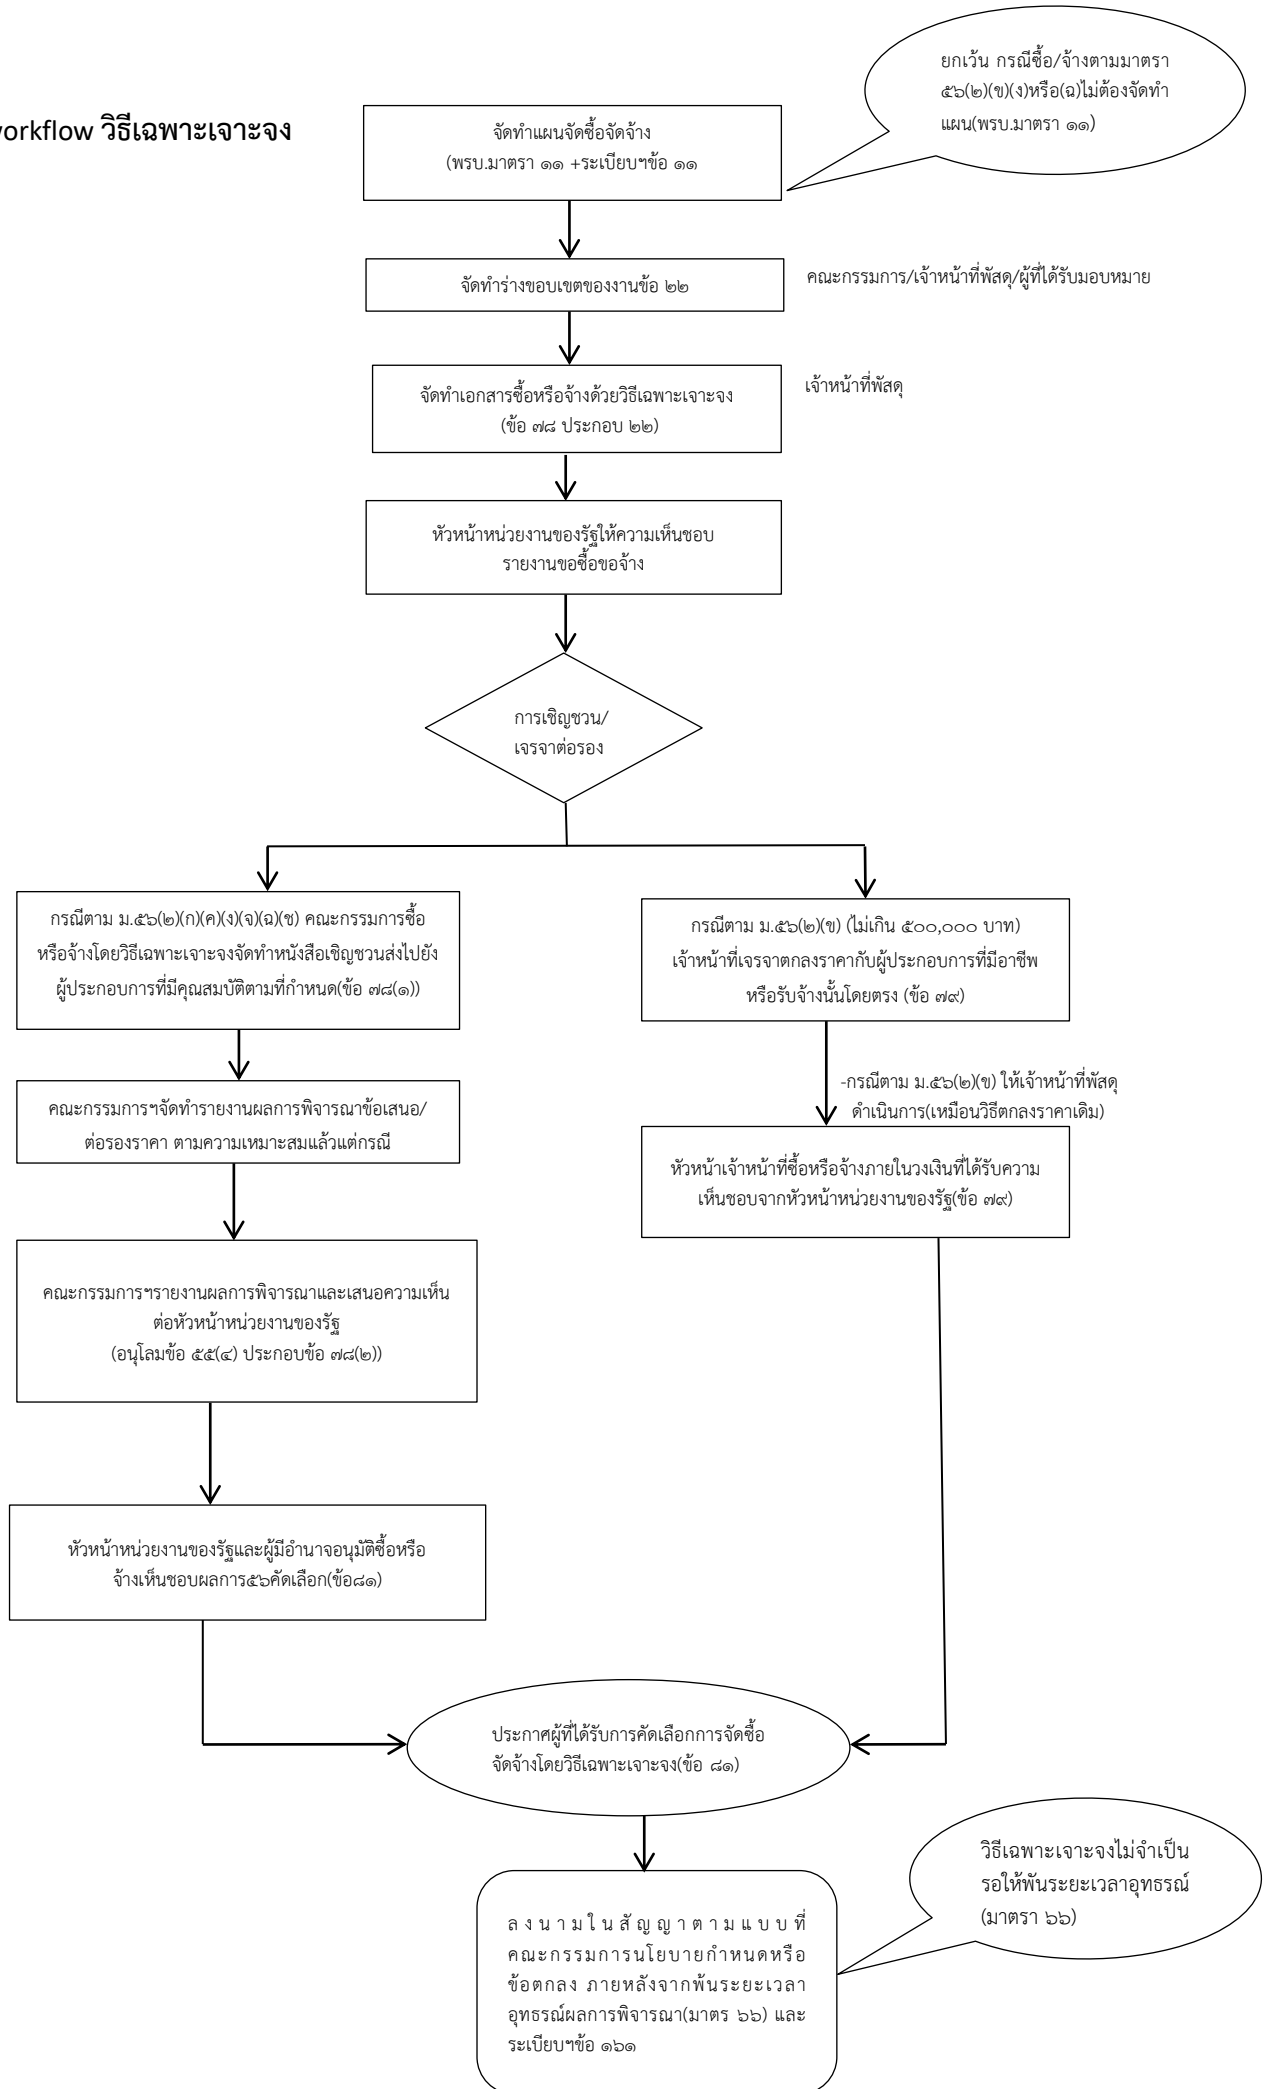 workflow วิธีเฉพาะเจาะจง
ยกเว้น กรณีซื้อ/จ้างตามมาตรา
๕๖(๒)(ข)(ง)หรือ(ฉ)ไม่ต้องจัดทำ
แผน(พรบ.มาตรา ๑๑)
จัดทำแผนจัดซื้อจัดจ้าง
(พรบ.มาตรา ๑๑ +ระเบียบฯข้อ ๑๑
จัดทำร่างขอบเขตของงานข้อ ๒๒
คณะกรรมการ/เจ้าหน้าที่พัสดุ/ผู้ที่ได้รับมอบหมาย
จัดทำเอกสารซื้อหรือจ้างด้วยวิธีเฉพาะเจาะจง
(ข้อ ๗๘ ประกอบ ๒๒)
เจ้าหน้าที่พัสดุ
หัวหน้าหน่วยงานของรัฐให้ความเห็นชอบ
รายงานขอซื้อขอจ้าง
การเชิญชวน/
เจรจาต่อรอง
กรณีตาม ม.๕๖(๒)(ก)(ค)(ง)(จ)(ฉ)(ช) คณะกรรมการซื้อ
หรือจ้างโดยวิธีเฉพาะเจาะจงจัดทำหนังสือเชิญชวนส่งไปยัง
ผู้ประกอบการที่มีคุณสมบัติตามที่กำหนด(ข้อ ๗๘(๑))
กรณีตาม ม.๕๖(๒)(ข) (ไม่เกิน ๕๐๐,๐๐๐ บาท)
เจ้าหน้าที่เจรจาตกลงราคากับผู้ประกอบการที่มีอาชีพ
หรือรับจ้างนั้นโดยตรง (ข้อ ๗๙)
-กรณีตาม ม.๕๖(๒)(ข) ให้เจ้าหน้าที่พัสดุ
ดำเนินการ(เหมือนวิธีตกลงราคาเดิม)
คณะกรรมการฯจัดทำรายงานผลการพิจารณาข้อเสนอ/
ต่อรองราคา ตามความเหมาะสมแล้วแต่กรณี
หัวหน้าเจ้าหน้าที่ซื้อหรือจ้างภายในวงเงินที่ได้รับความ
เห็นชอบจากหัวหน้าหน่วยงานของรัฐ(ข้อ ๗๙)
คณะกรรมการฯรายงานผลการพิจารณาและเสนอความเห็น
ต่อหัวหน้าหน่วยงานของรัฐ
(อนุโลมข้อ ๕๕(๔) ประกอบข้อ ๗๘(๒))
หัวหน้าหน่วยงานของรัฐและผู้มีอำนาจอนุมัติซื้อหรือ
จ้างเห็นชอบผลการ๕๖คัดเลือก(ข้อ๘๑)
ประกาศผู้ที่ได้รับการคัดเลือกการจัดซื้อ
จัดจ้างโดยวิธีเฉพาะเจาะจง(ข้อ ๘๑)
วิธีเฉพาะเจาะจงไม่จำเป็น
รอให้พันระยะเวลาอุทธรณ์
(มาตรา ๖๖)
ลงนามในสัญญาตามแบบที่
คณะกรรมการนโยบายกำหนดหรือ
ข้อตกลง ภายหลังจากพ้นระยะเวลา
อุทธรณ์ผลการพิจารณา(มาตร ๖๖) และ
ระเบียบฯข้อ ๑๖๑